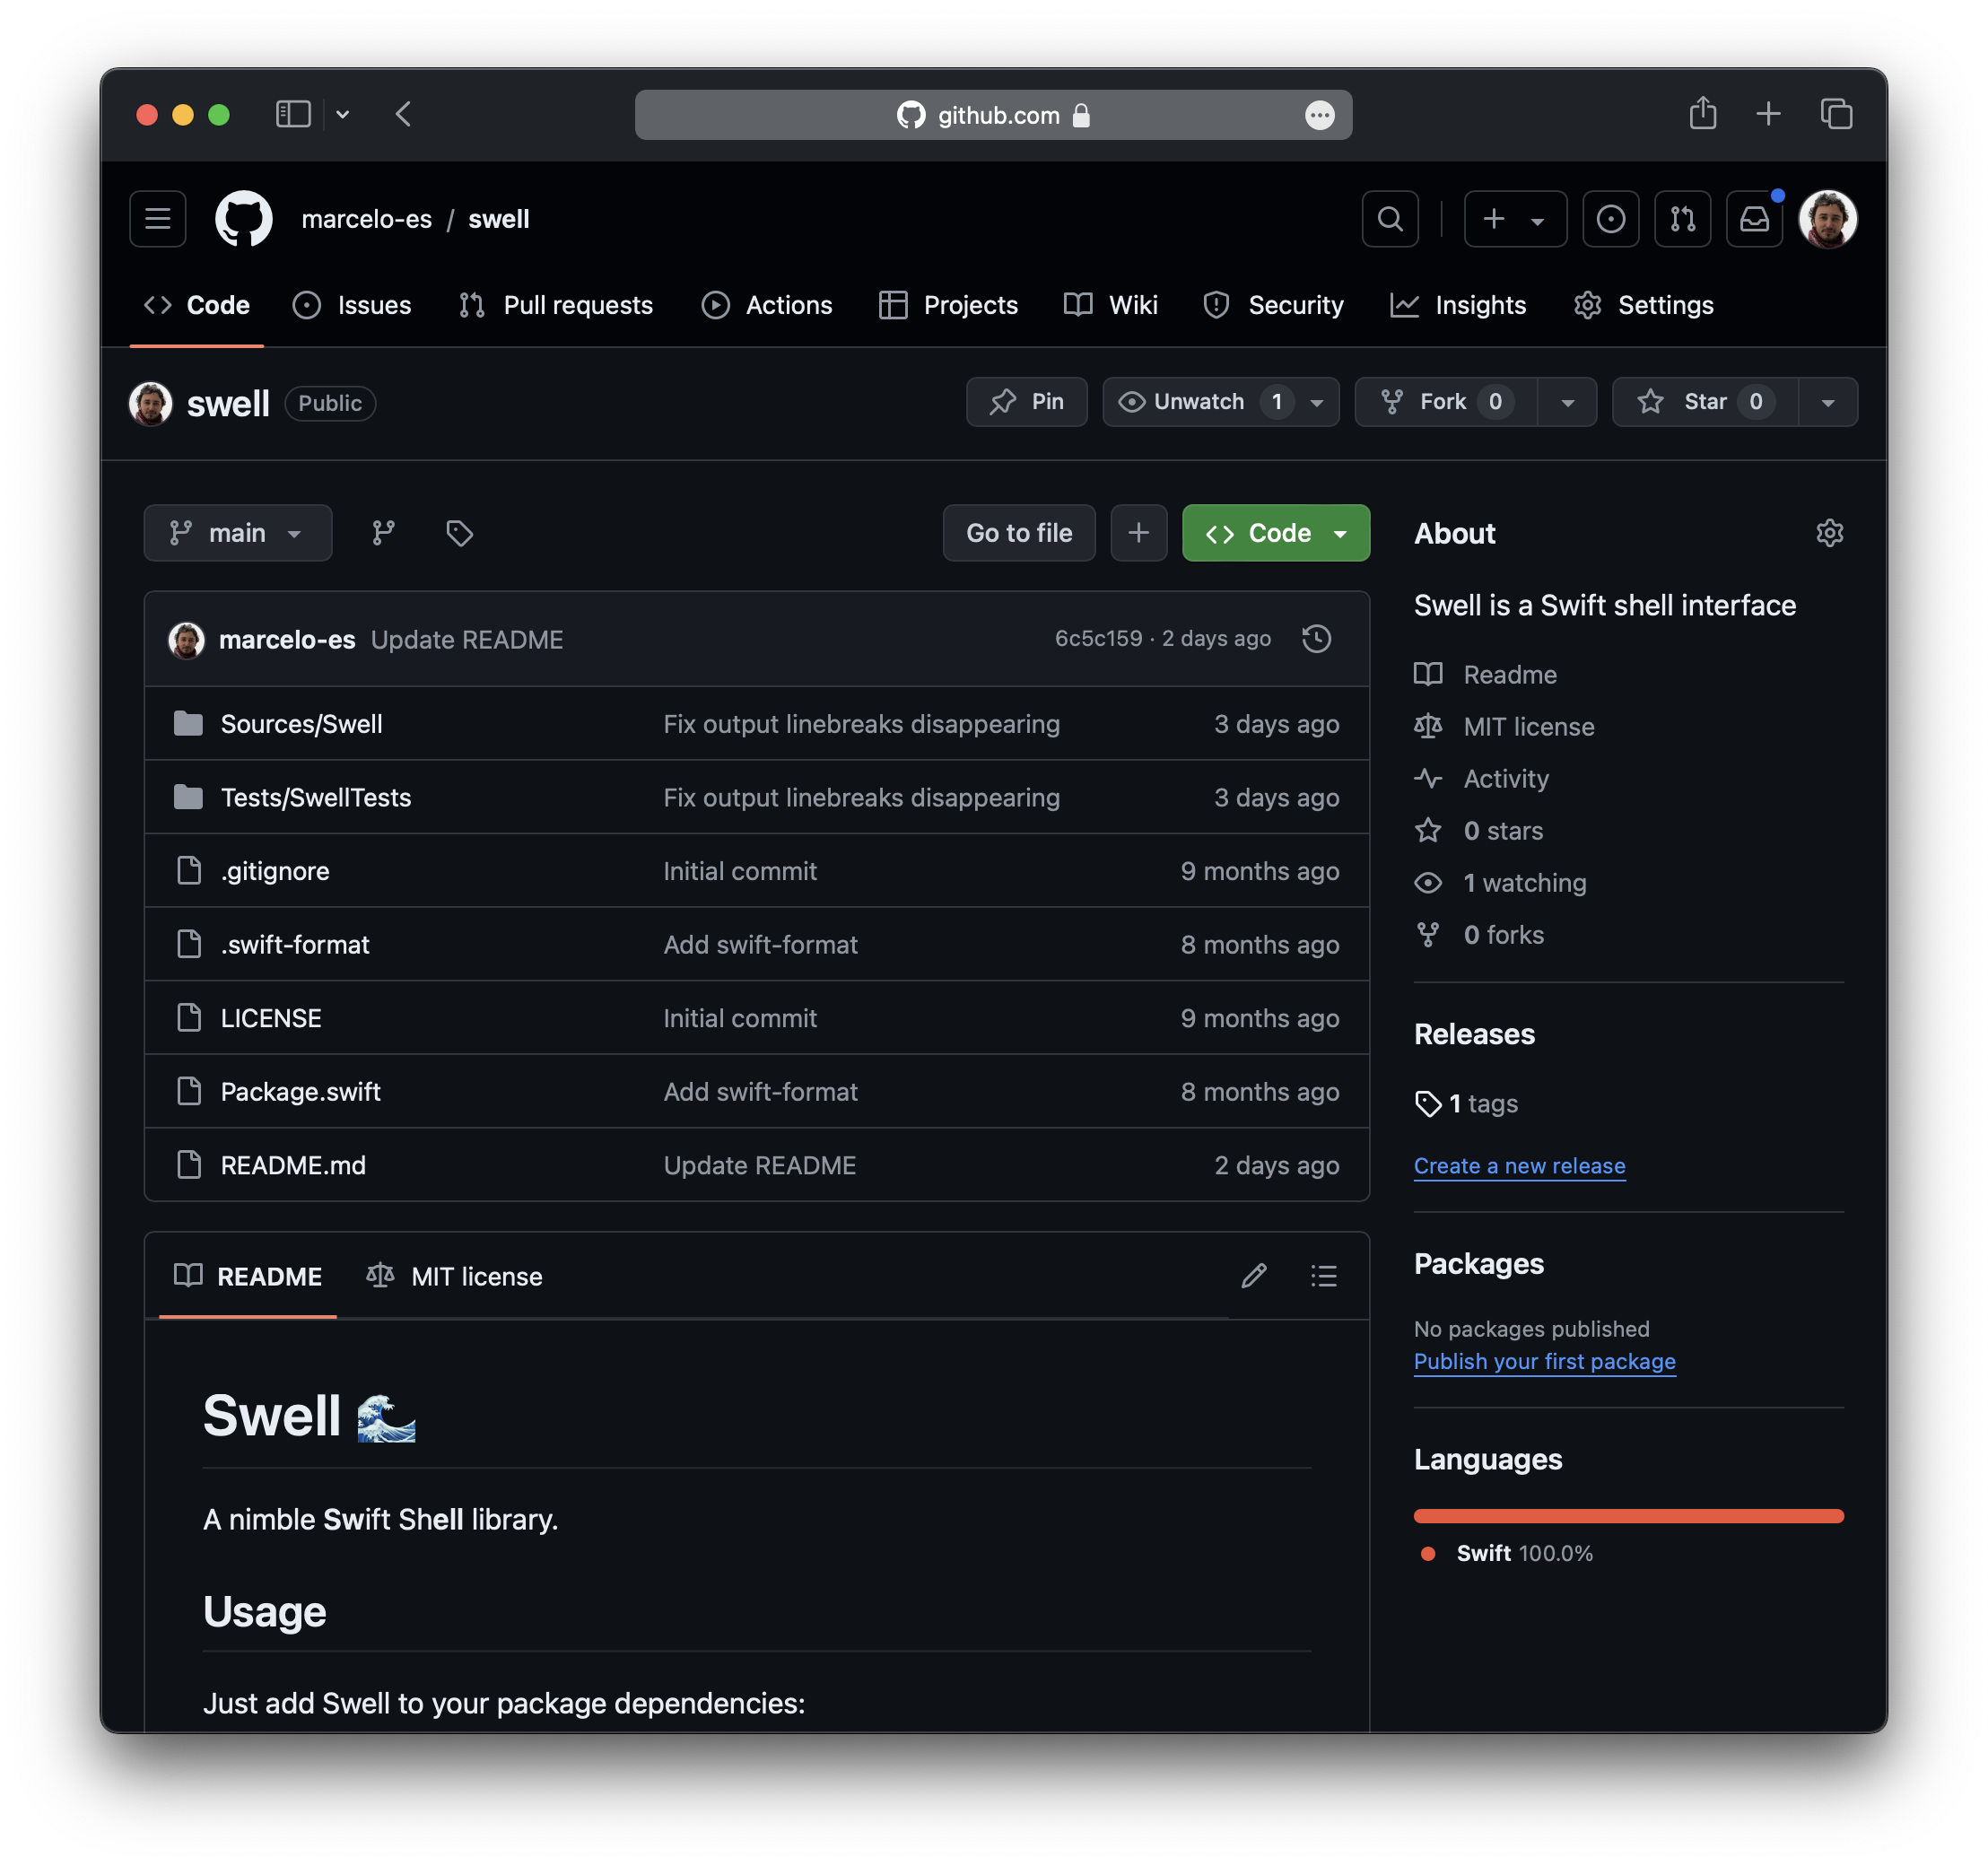 github.com
marcelo-es / swell
Code Issues Pull requests Actions Projects Wiki Security Insights Settings
swell Public Pin Unwatch 1 Fork 0 Star 0
main Go to file Code
marcelo-es Update README 6c5c159 · 2 days ago
Sources/Swell Fix output linebreaks disappearing 3 days ago
Tests/SwellTests Fix output linebreaks disappearing 3 days ago
.gitignore Initial commit 9 months ago
.swift-format Add swift-format 8 months ago
LICENSE Initial commit 9 months ago
Package.swift Add swift-format 8 months ago
README.md Update README 2 days ago
README MIT license
Swell 🌊
A nimble Swift Shell library.
Usage
Just add Swell to your package dependencies:
About
Swell is a Swift shell interface
Readme
MIT license
Activity
0 stars
1 watching
0 forks
Releases
1 tags
Create a new release
Packages
No packages published
Publish your first package
Languages
Swift 100.0%